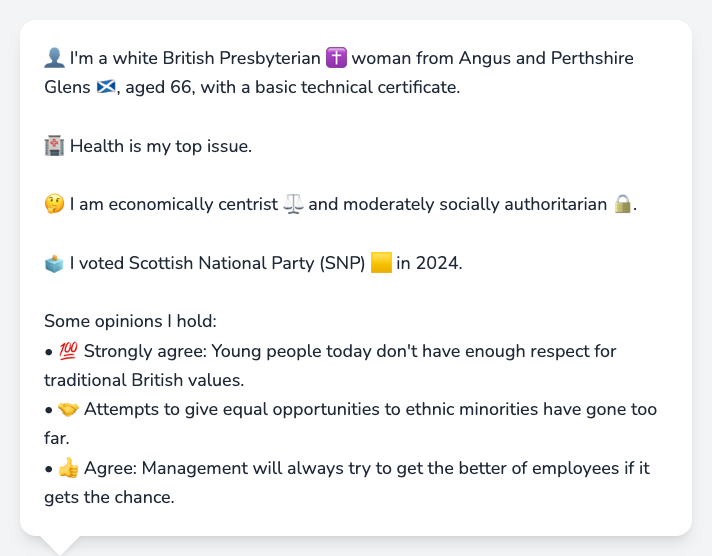 👤 I'm a white British Presbyterian ✝️ woman from Angus and Perthshire
Glens 🏴󠁧󠁢󠁳󠁣󠁴󠁿, aged 66, with a basic technical certificate.
🏥 Health is my top issue.
🤔 I am economically centrist ⚖️ and moderately socially authoritarian 🔒.
🗳️ I voted Scottish National Party (SNP) 🟨 in 2024.
Some opinions I hold:
• 💯 Strongly agree: Young people today don't have enough respect for
traditional British values.
• 🤝 Attempts to give equal opportunities to ethnic minorities have gone too
far.
• 👍 Agree: Management will always try to get the better of employees if it
gets the chance.